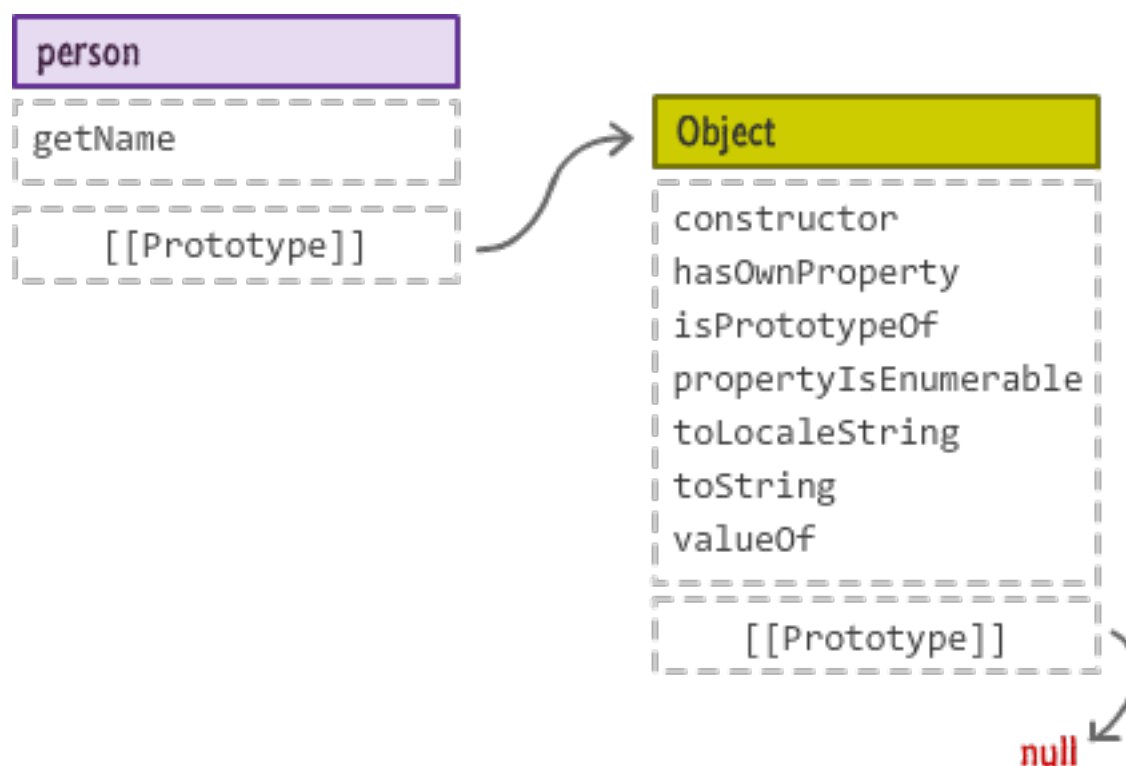 person
getName
[[Prototype]]
Object
constructor
hasOwnProperty
isPrototypeOf
propertyIsEnumerable
toLocaleString
toString
valueOf
[[Prototype]]
null